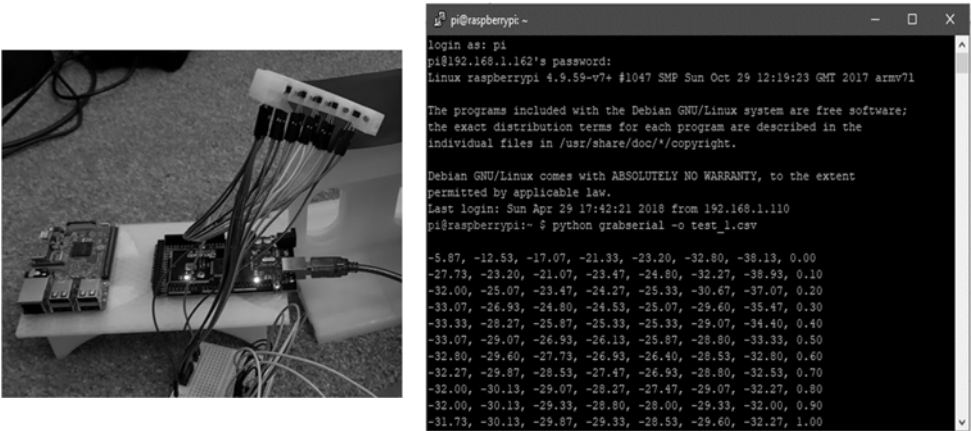 pi@raspberrypi: ~
login as: pi
pi@192.168.1.162's password:
Linux raspberrypi 4.9.59-v7+ #1047 SMP Sun Oct 29 12:19:23 GMT 2017 armv7l
The programs included with the Debian GNU/Linux system are free software;
the exact distribution terms for each program are described in the
individual files in /usr/share/doc/*/copyright.
Debian GNU/Linux comes with ABSOLUTELY NO WARRANTY, to the extent
permitted by applicable law.
Last login: Sun Apr 29 17:42:21 2018 from 192.168.1.110
pi@raspberrypi:~ $ python grabserial -o test_1.csv
-5.87, -12.53, -17.07, -21.33, -23.20, -32.80, -38.13, 0.00
-27.73, -23.20, -21.07, -23.47, -24.80, -32.27, -38.93, 0.10
-32.00, -25.07, -23.47, -24.27, -25.33, -30.67, -37.07, 0.20
-33.07, -26.93, -24.80, -24.53, -25.07, -29.60, -35.47, 0.30
-33.33, -28.27, -25.87, -25.33, -25.33, -29.07, -34.40, 0.40
-33.07, -29.07, -26.93, -26.13, -25.87, -28.80, -33.33, 0.50
-32.80, -29.60, -27.73, -26.93, -26.40, -28.53, -32.80, 0.60
-32.27, -29.87, -28.53, -27.47, -26.93, -28.80, -32.53, 0.70
-32.00, -30.13, -29.07, -28.27, -27.47, -29.07, -32.27, 0.80
-32.00, -30.13, -29.33, -28.80, -28.00, -29.33, -32.00, 0.90
-31.73, -30.13, -29.87, -29.33, -28.53, -29.60, -32.27, 1.00